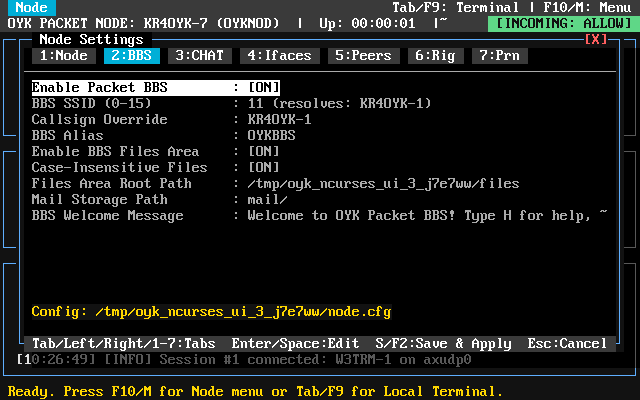 Node Tab/F9: Terminal | F10/M: Menu
OYK PACKET NODE: KR4OYK-7 (OYKNOD) | Up: 00:00:01 |~ [INCOMING: ALLOW]
Node Settings [X]
1:Node 2:BBS 3:CHAT 4:Ifaces 5:Peers 6:Rig 7:Prn
Enable Packet BBS : [ON]
BBS SSID (0-15) : 11 (resolves: KR4OYK-1)
Callsign Override : KR4OYK-1
BBS Alias : OYKBBS
Enable BBS Files Area : [ON]
Case-Insensitive Files : [ON]
Files Area Root Path : /tmp/oyk_ncurses_ui_3_j7e7ww/files
Mail Storage Path : mail/
BBS Welcome Message : Welcome to OYK Packet BBS! Type H for help, ~
Config: /tmp/oyk_ncurses_ui_3_j7e7ww/node.cfg
Tab/Left/Right/1-7:Tabs Enter/Space:Edit S/F2:Save & Apply Esc:Cancel
[10:26:49] [INFO] Session #1 connected: W3TRM-1 on axudp0
Ready. Press F10/M for Node menu or Tab/F9 for Local Terminal.